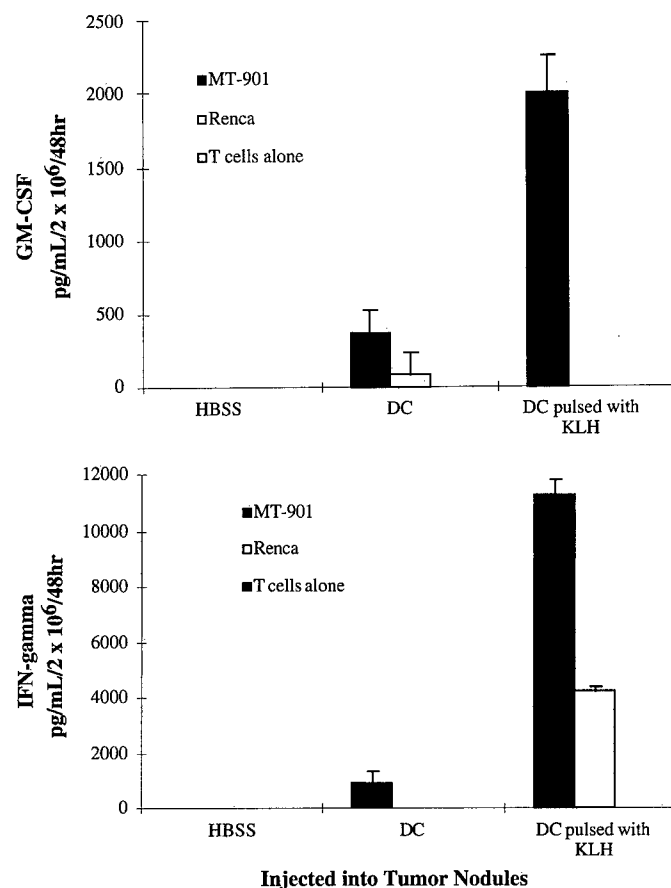 2500
2000
1500
1000
500
0
GM-CSF
pg/mL/2 x 10⁶/48hr
■MT-901
□Renca
□T cells alone
HBSS
DC
DC pulsed with
KLH
12000
10000
8000
6000
4000
2000
0
IFN-gamma
pg/mL/2 x 10⁶/48hr
■MT-901
□Renca
■T cells alone
HBSS
DC
DC pulsed with
KLH
Injected into Tumor Nodules